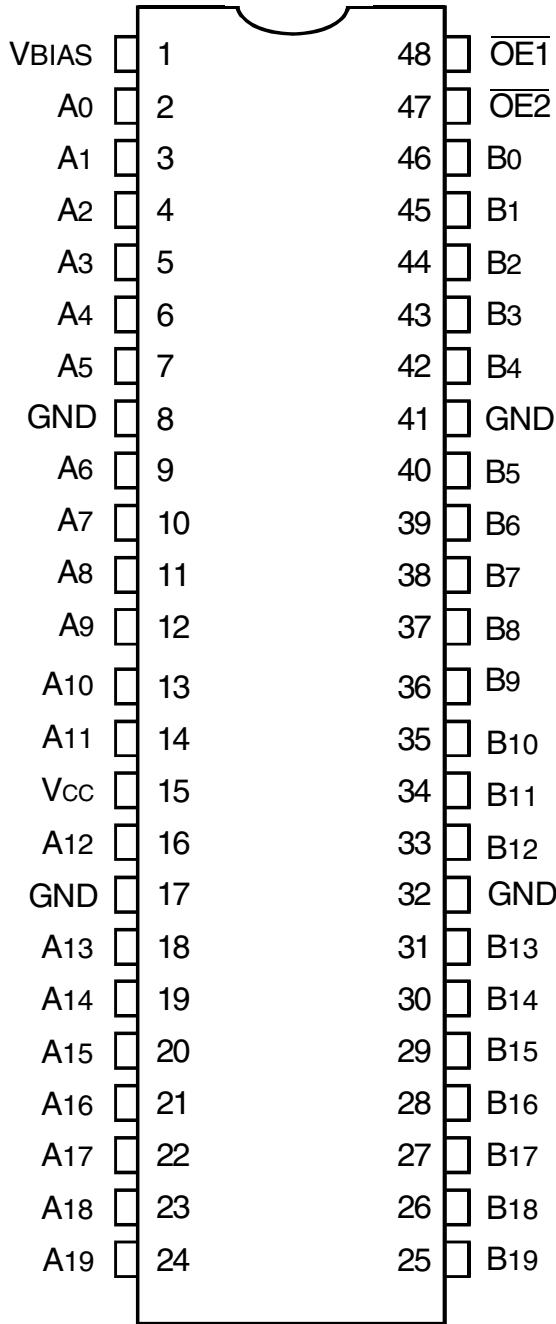 VBIAS 1 48 O̅E̅1̅
A0 2 47 O̅E̅2̅
A1 3 46 B0
A2 4 45 B1
A3 5 44 B2
A4 6 43 B3
A5 7 42 B4
GND 8 41 GND
A6 9 40 B5
A7 10 39 B6
A8 11 38 B7
A9 12 37 B8
A10 13 36 B9
A11 14 35 B10
VCC 15 34 B11
A12 16 33 B12
GND 17 32 GND
A13 18 31 B13
A14 19 30 B14
A15 20 29 B15
A16 21 28 B16
A17 22 27 B17
A18 23 26 B18
A19 24 25 B19